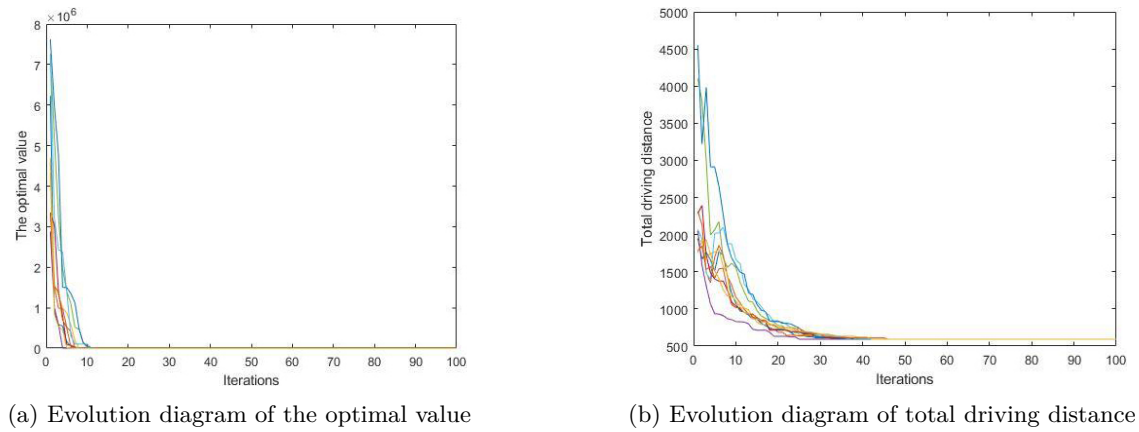 ×10⁶
8
7
6
5
4
3
2
1
0
The optimal value
0 10 20 30 40 50 60 70 80 90 100
Iterations
(a) Evolution diagram of the optimal value
5000
4500
4000
3500
3000
2500
2000
1500
1000
500
Total driving distance
0 10 20 30 40 50 60 70 80 90 100
Iterations
(b) Evolution diagram of total driving distance